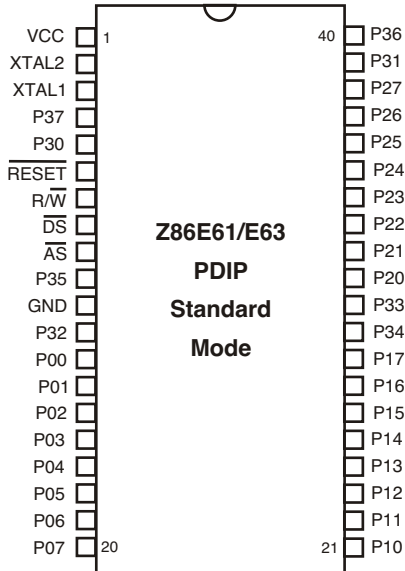 VCC 1 40 P36
XTAL2 P31
XTAL1 P27
P37 P26
P30 P25
RESET P24
R/W P23
DS P22
AS P21
P35 P20
GND P33
P32 P34
P00 P17
P01 P16
P02 P15
P03 P14
P04 P13
P05 P12
P06 P11
P07 20 21 P10
Z86E61/E63
PDIP
Standard
Mode